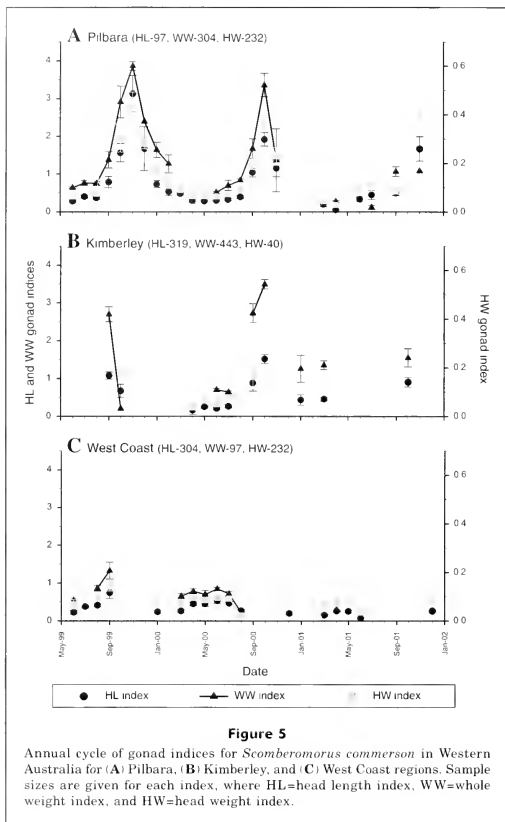 A Pilbara (HL-97, WW-304, HW-232)
4
3
2
1
0
0.6
0.4
0.2
0.0
B Kimberley (HL-319, WW-443, HW-40)
4
3
2
1
0
0.6
0.4
0.2
0.0
HL and WW gonad indices
HW gonad index
C West Coast (HL-304, WW-97, HW-232)
4
3
2
1
0
0.6
0.4
0.2
0.0
May-99
Sep-99
Jan-00
May-00
Sep-00
Jan-01
May-01
Sep-01
Jan-02
Date
HL index
WW index
HW index
Figure 5
Annual cycle of gonad indices for Scomberomorus commerson in Western
Australia for (A) Pilbara, (B) Kimberley, and (C) West Coast regions. Sample
sizes are given for each index, where HL=head length index, WW=whole
weight index, and HW=head weight index.